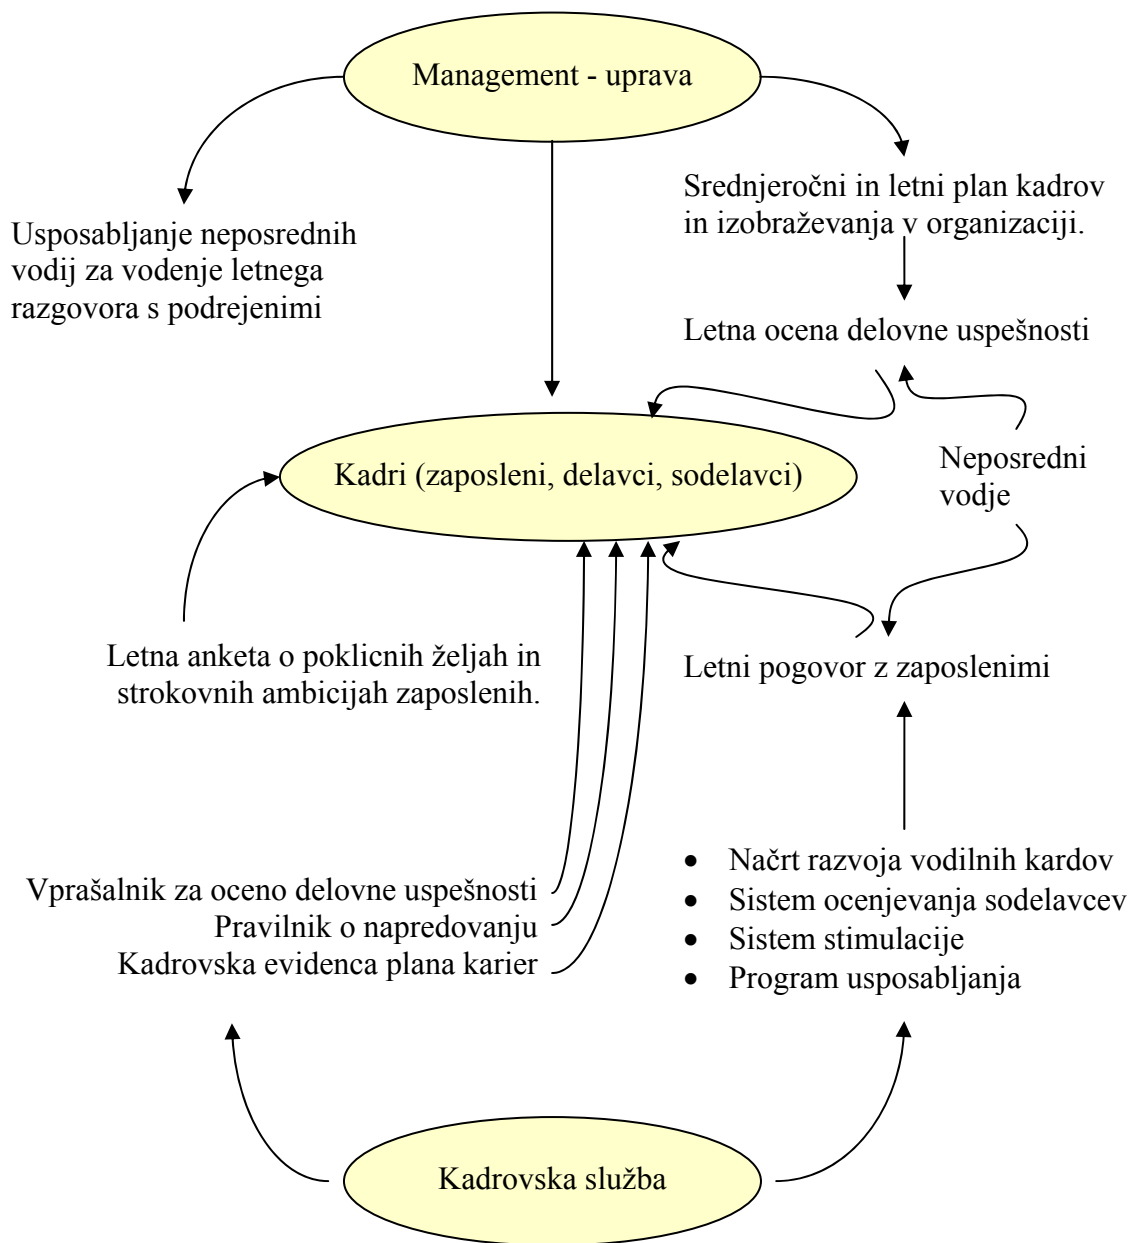 Management - uprava
Srednjeročni in letni plan kadrov
in izobraževanja v organizaciji.
Usposabljanje neposrednih
vodij za vodenje letnega
razgovora s podrejenimi
Letna ocena delovne uspešnosti
Kadri (zaposleni, delavci, sodelavci)
Neposredni
vodje
Letna anketa o poklicnih željah in
strokovnih ambicijah zaposlenih.
Letni pogovor z zaposlenimi
Vprašalnik za oceno delovne uspešnosti
Pravilnik o napredovanju
Kadrovska evidenca plana karier
• Načrt razvoja vodilnih kardov
• Sistem ocenjevanja sodelavcev
• Sistem stimulacije
• Program usposabljanja
Kadrovska služba